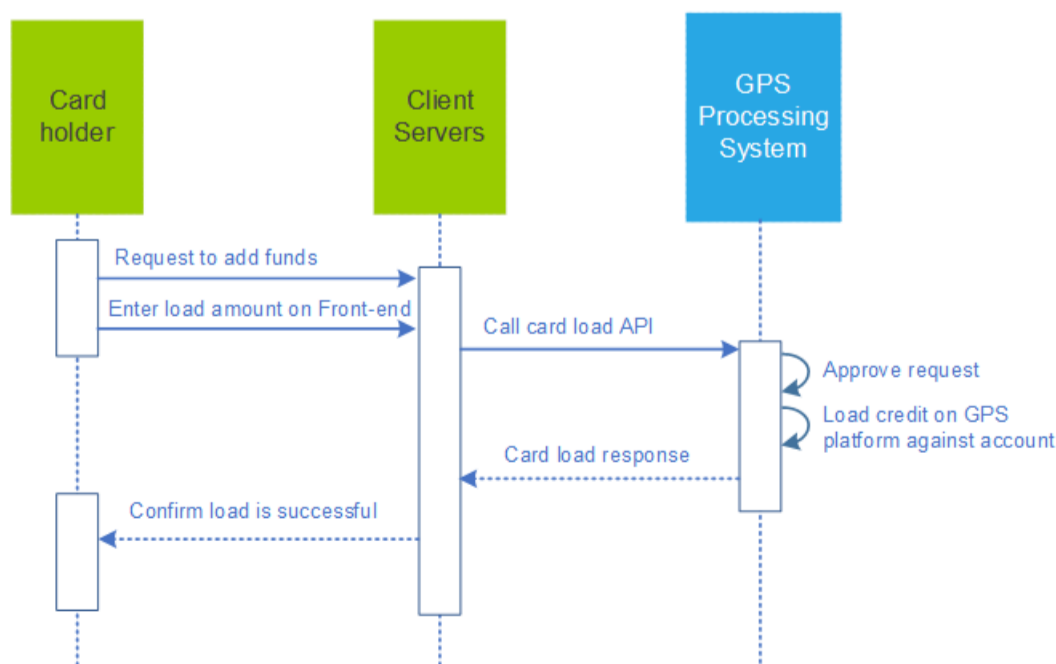 Card
holder
Client
Servers
GPS
Processing
System
Request to add funds
Enter load amount on Front-end
Call card load API
Approve request
Load credit on GPS
platform against account
Card load response
Confirm load is successful